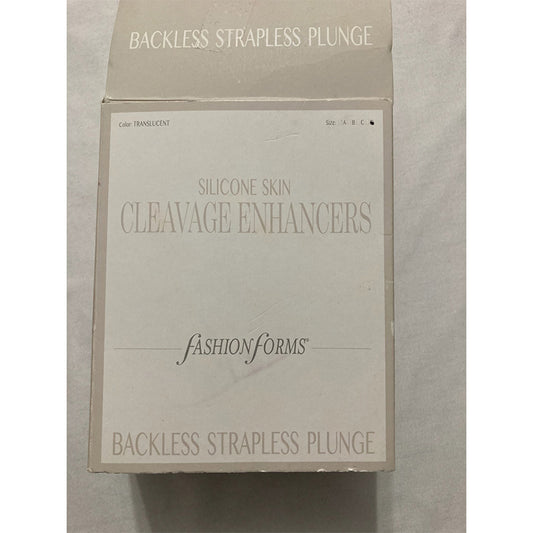 BACKLESS STRAPLESS PLUNGE
Color: TRANSLUCENT Size: A B C
SILICONE SKIN
CLEAVAGE ENHANCERS
fASHION fORMS®
BACKLESS STRAPLESS PLUNGE